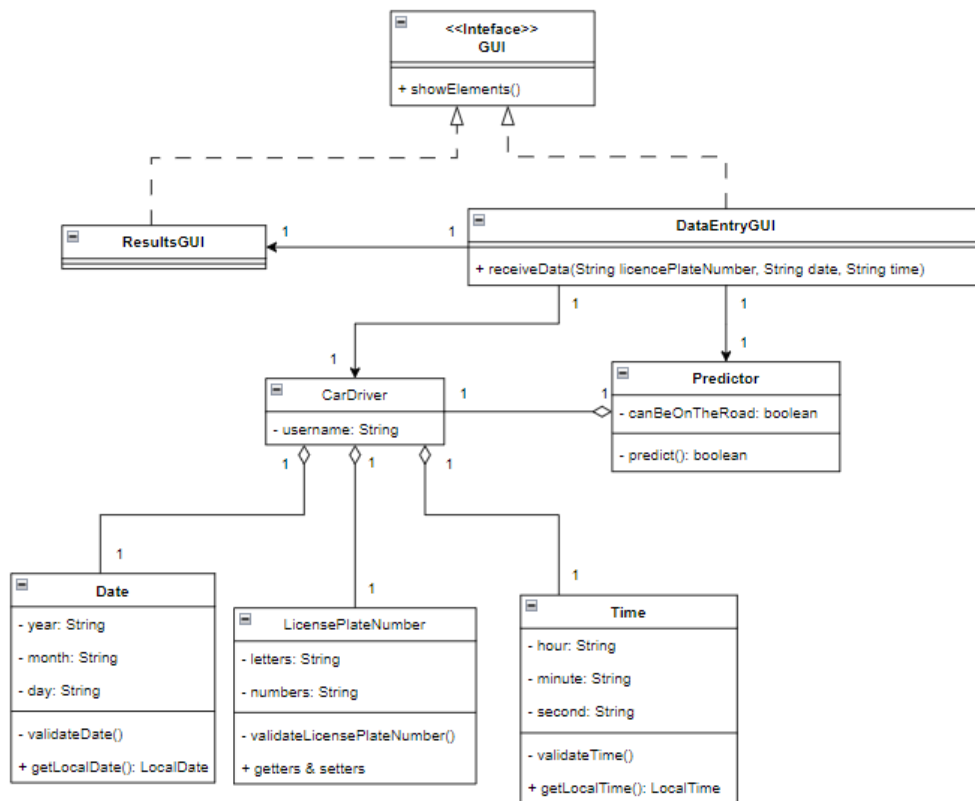 <<Inteface>>
GUI
+ showElements()
ResultsGUI
1
1
DataEntryGUI
+ receiveData(String licencePlateNumber, String date, String time)
1
1
1
1
CarDriver
- username: String
1
1
Predictor
- canBeOnTheRoad: boolean
- predict(): boolean
1
1
1
1
1
1
Date
- year: String
- month: String
- day: String
- validateDate()
+ getLocalDate(): LocalDate
LicensePlateNumber
- letters: String
- numbers: String
- validateLicensePlateNumber()
+ getters & setters
Time
- hour: String
- minute: String
- second: String
- validateTime()
+ getLocalTime(): LocalTime